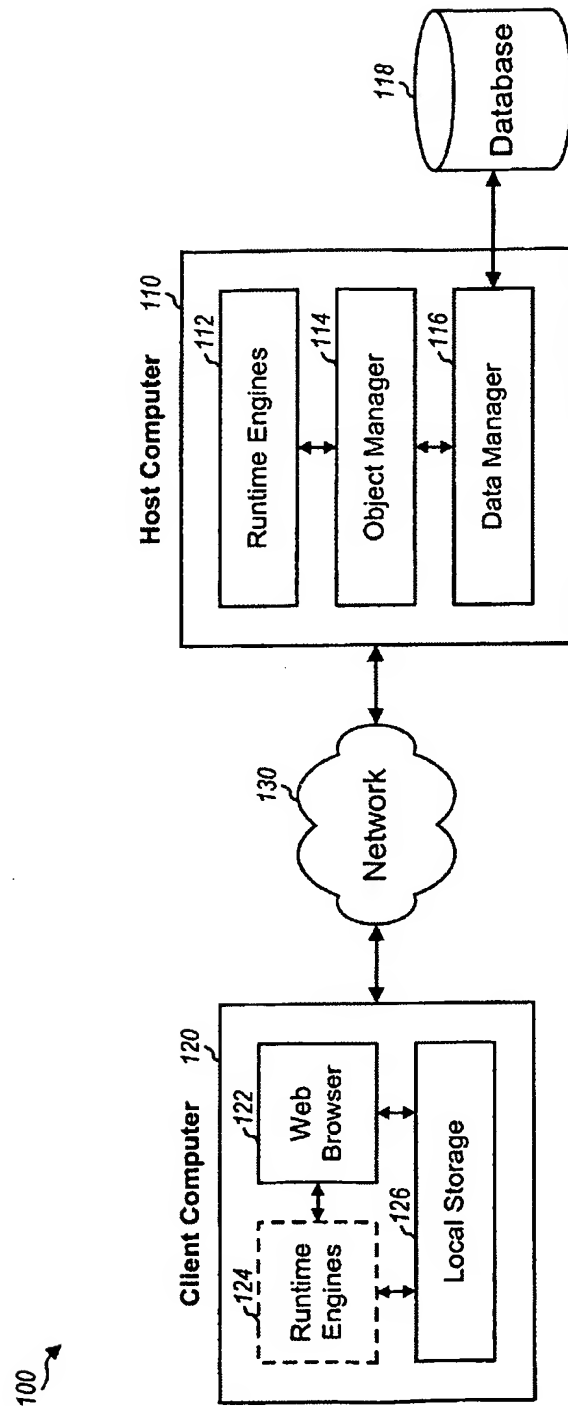 100
Client Computer
120
124
Runtime
Engines
122
Web
Browser
126
Local Storage
130
Network
Host Computer
110
112
Runtime Engines
114
Object Manager
116
Data Manager
118
Database